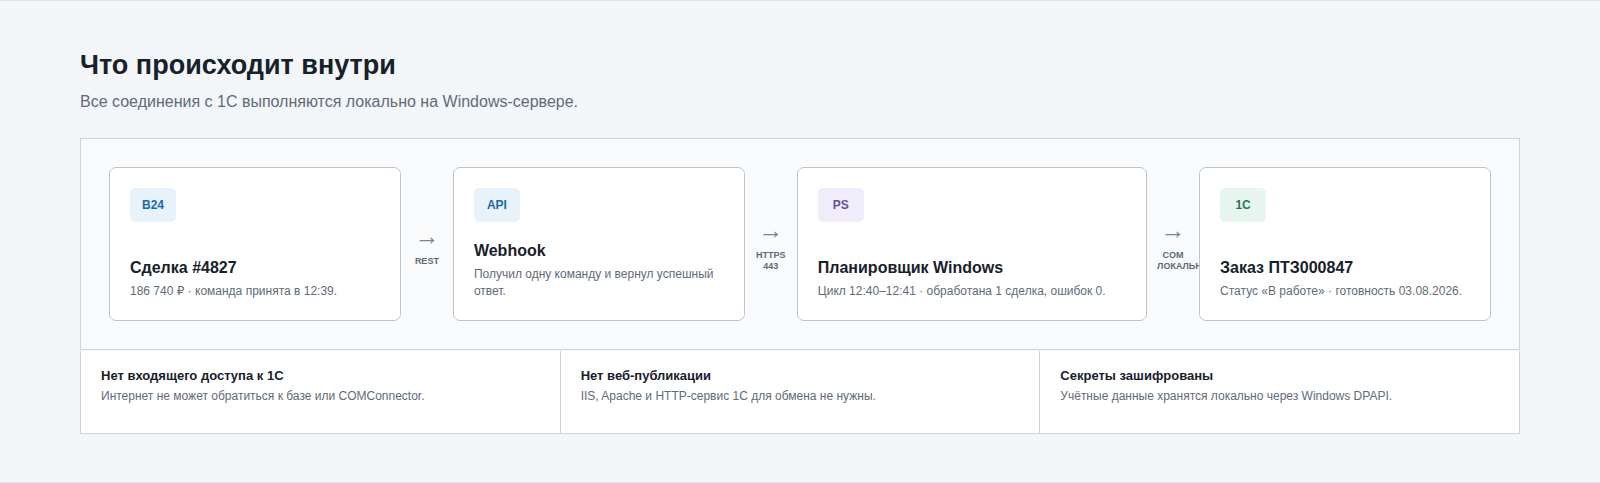 Что происходит внутри
Все соединения с 1С выполняются локально на Windows-сервере.
B24
Сделка #4827
186 740 ₽ · команда принята в 12:39.
→
REST
API
Webhook
Получил одну команду и вернул успешный
ответ.
→
HTTPS
443
PS
Планировщик Windows
Цикл 12:40–12:41 · обработана 1 сделка, ошибок 0.
→
COM
ЛОКАЛЬН
1С
Заказ ПТЗ000847
Статус «В работе» · готовность 03.08.2026.
Нет входящего доступа к 1С
Интернет не может обратиться к базе или COMConnector.
Нет веб-публикации
IIS, Apache и HTTP-сервис 1С для обмена не нужны.
Секреты зашифрованы
Учётные данные хранятся локально через Windows DPAPI.